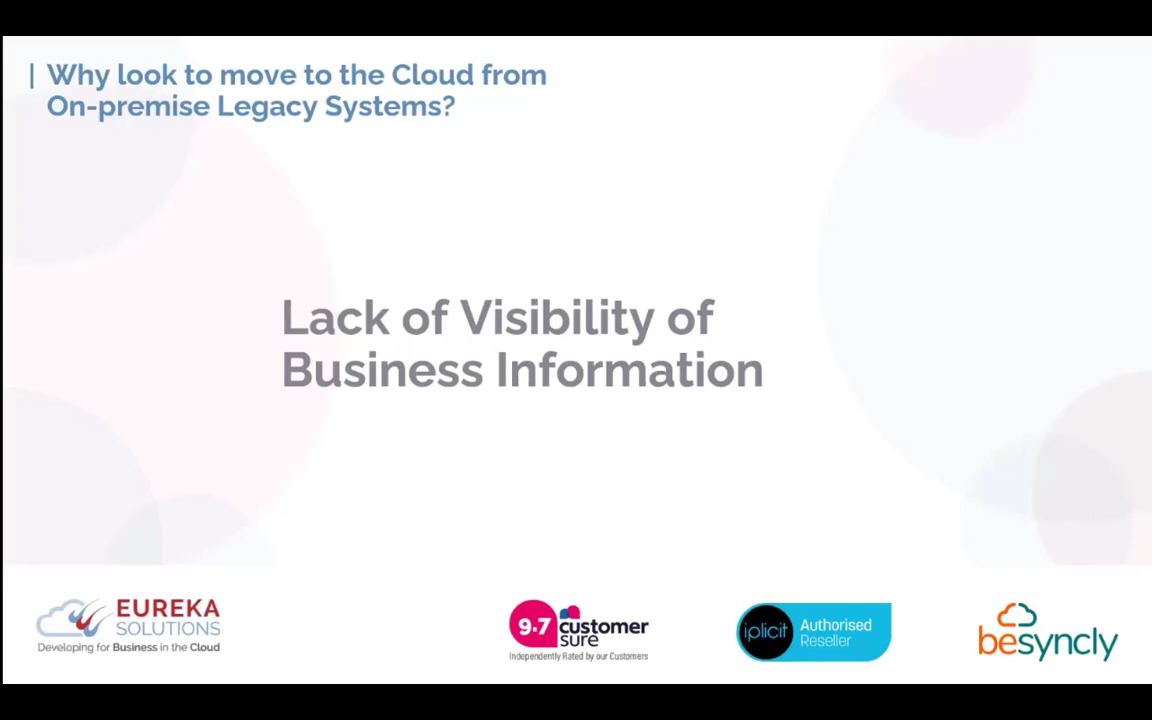 | Why look to move to the Cloud from
On-premise Legacy Systems?
Lack of Visibility of
Business Information
EUREKA
SOLUTIONS
Developing for Business in the Cloud
9.7 customer
sure
Independently Rated by our Customers
iplicit
Authorised
Reseller
besyncly